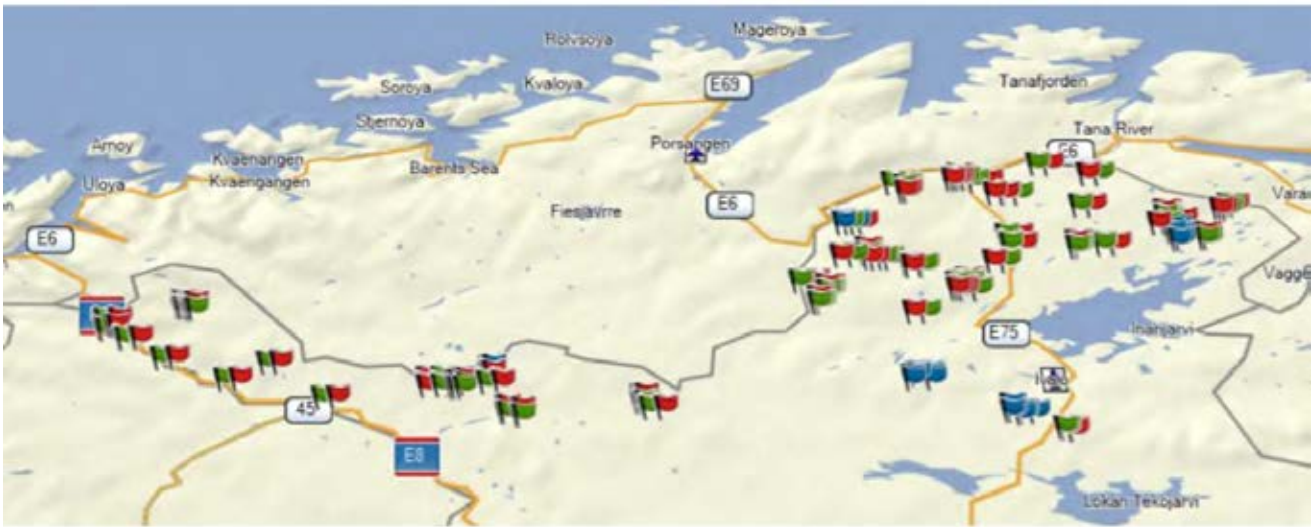 Mageroya
Rolvsoya
E69
Kvaloya
Soroya
Tanafjorden
Stjernoya
Tana River
Arnoy
Porsangen
E6
Kvaenangen
Barents Sea
Kvaengangen
Uloya
E6
Fiesjavrre
E6
Inarijarvi
E75
45
E8
Lokan Tekojarvi